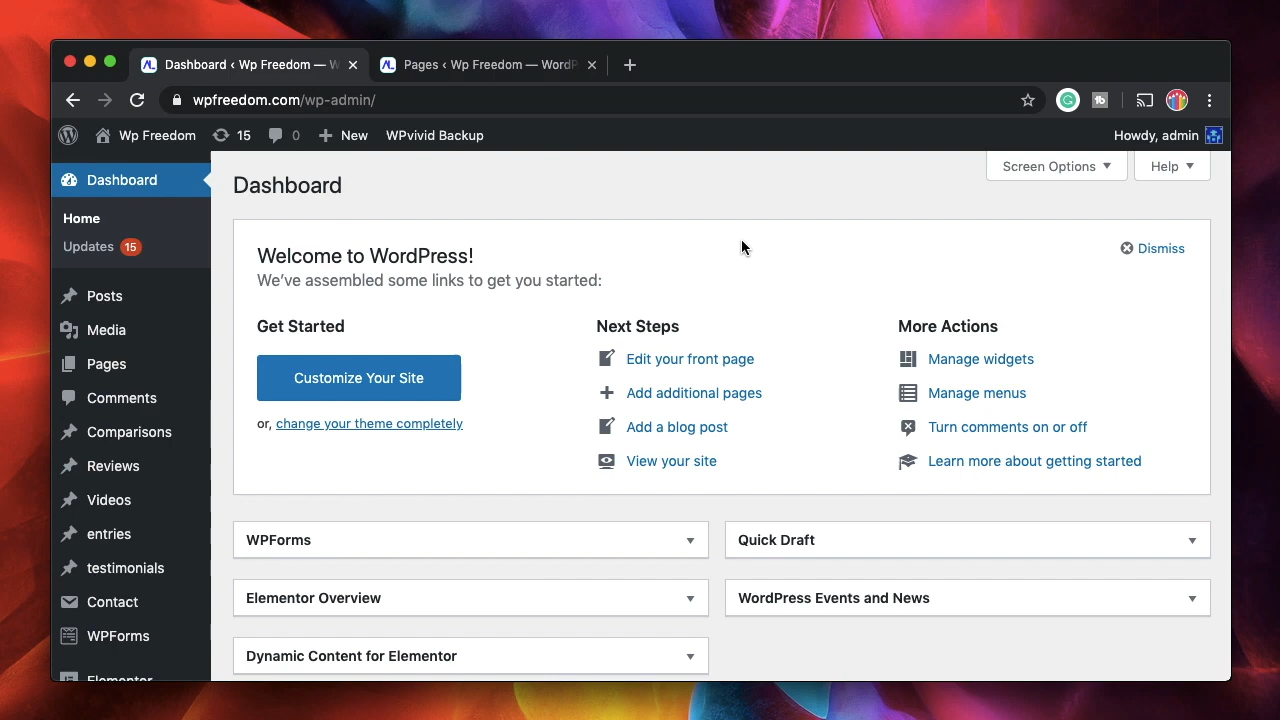 Dashboard ‹ Wp Freedom — W
Pages ‹ Wp Freedom — WordP
wpfreedom.com/wp-admin/
Wp Freedom 15 0 New WPvivid Backup Howdy, admin
Screen Options Help
Dashboard
Home
Updates 15
Posts
Media
Pages
Comments
Comparisons
Reviews
Videos
entries
testimonials
Contact
WPForms
Elementor
Dashboard
Welcome to WordPress!
We've assembled some links to get you started:
Dismiss
Get Started
Customize Your Site
or, change your theme completely
Next Steps
Edit your front page
Add additional pages
Add a blog post
View your site
More Actions
Manage widgets
Manage menus
Turn comments on or off
Learn more about getting started
WPForms
Quick Draft
Elementor Overview
WordPress Events and News
Dynamic Content for Elementor